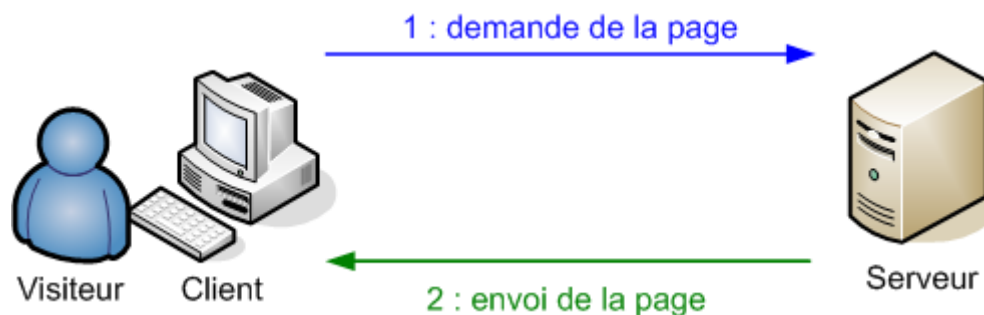 1 : demande de la page
Visiteur
Client
Serveur
2 : envoi de la page